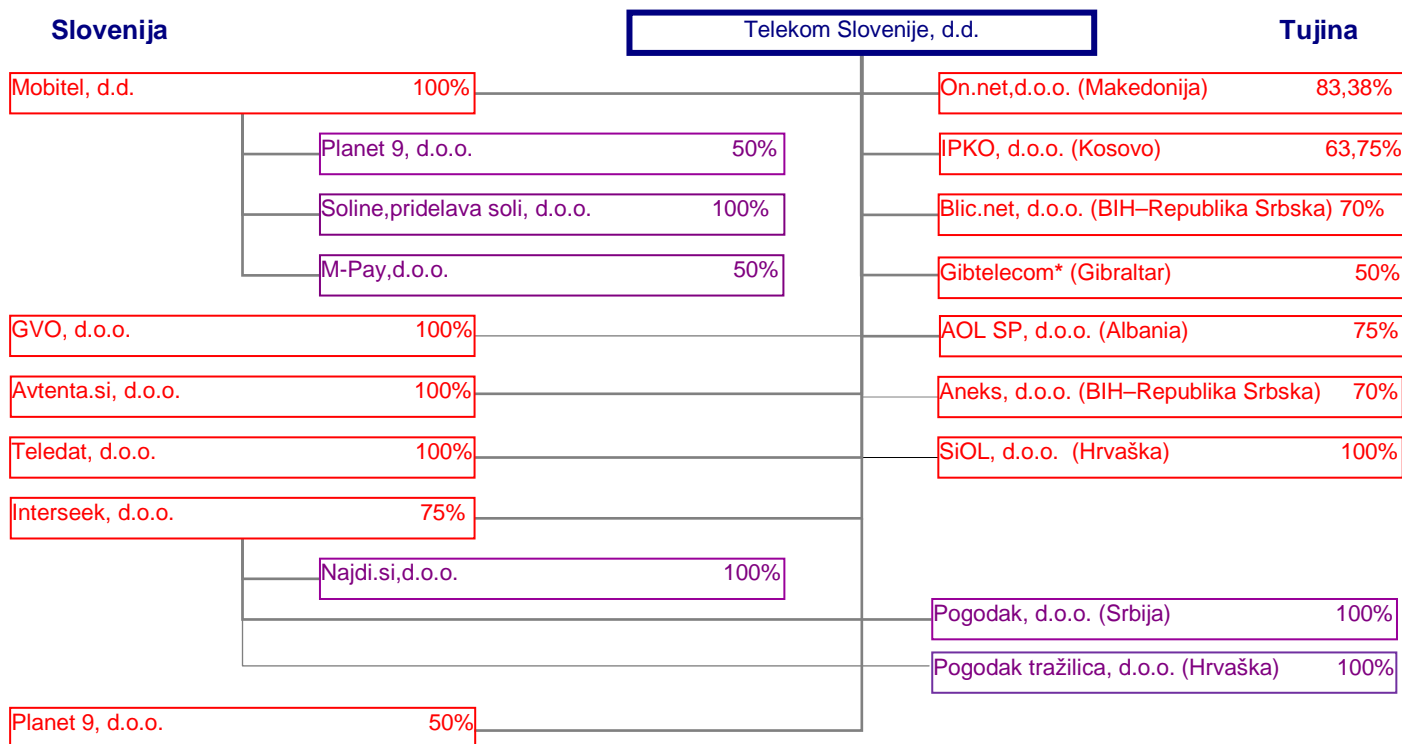 Slovenija
Telekom Slovenije, d.d.
Tujina
Mobitel, d.d. 100%
On.net,d.o.o. (Makedonija) 83,38%
Planet 9, d.o.o. 50%
IPKO, d.o.o. (Kosovo) 63,75%
Soline,pridelava soli, d.o.o. 100%
Blic.net, d.o.o. (BIH–Republika Srbska) 70%
M-Pay,d.o.o. 50%
Gibtelecom* (Gibraltar) 50%
GVO, d.o.o. 100%
AOL SP, d.o.o. (Albania) 75%
Avtenta.si, d.o.o. 100%
Aneks, d.o.o. (BIH–Republika Srbska) 70%
Teledat, d.o.o. 100%
SiOL, d.o.o. (Hrvaška) 100%
Interseek, d.o.o. 75%
Najdi.si,d.o.o. 100%
Pogodak, d.o.o. (Srbija) 100%
Pogodak tražilica, d.o.o. (Hrvaška) 100%
Planet 9, d.o.o. 50%